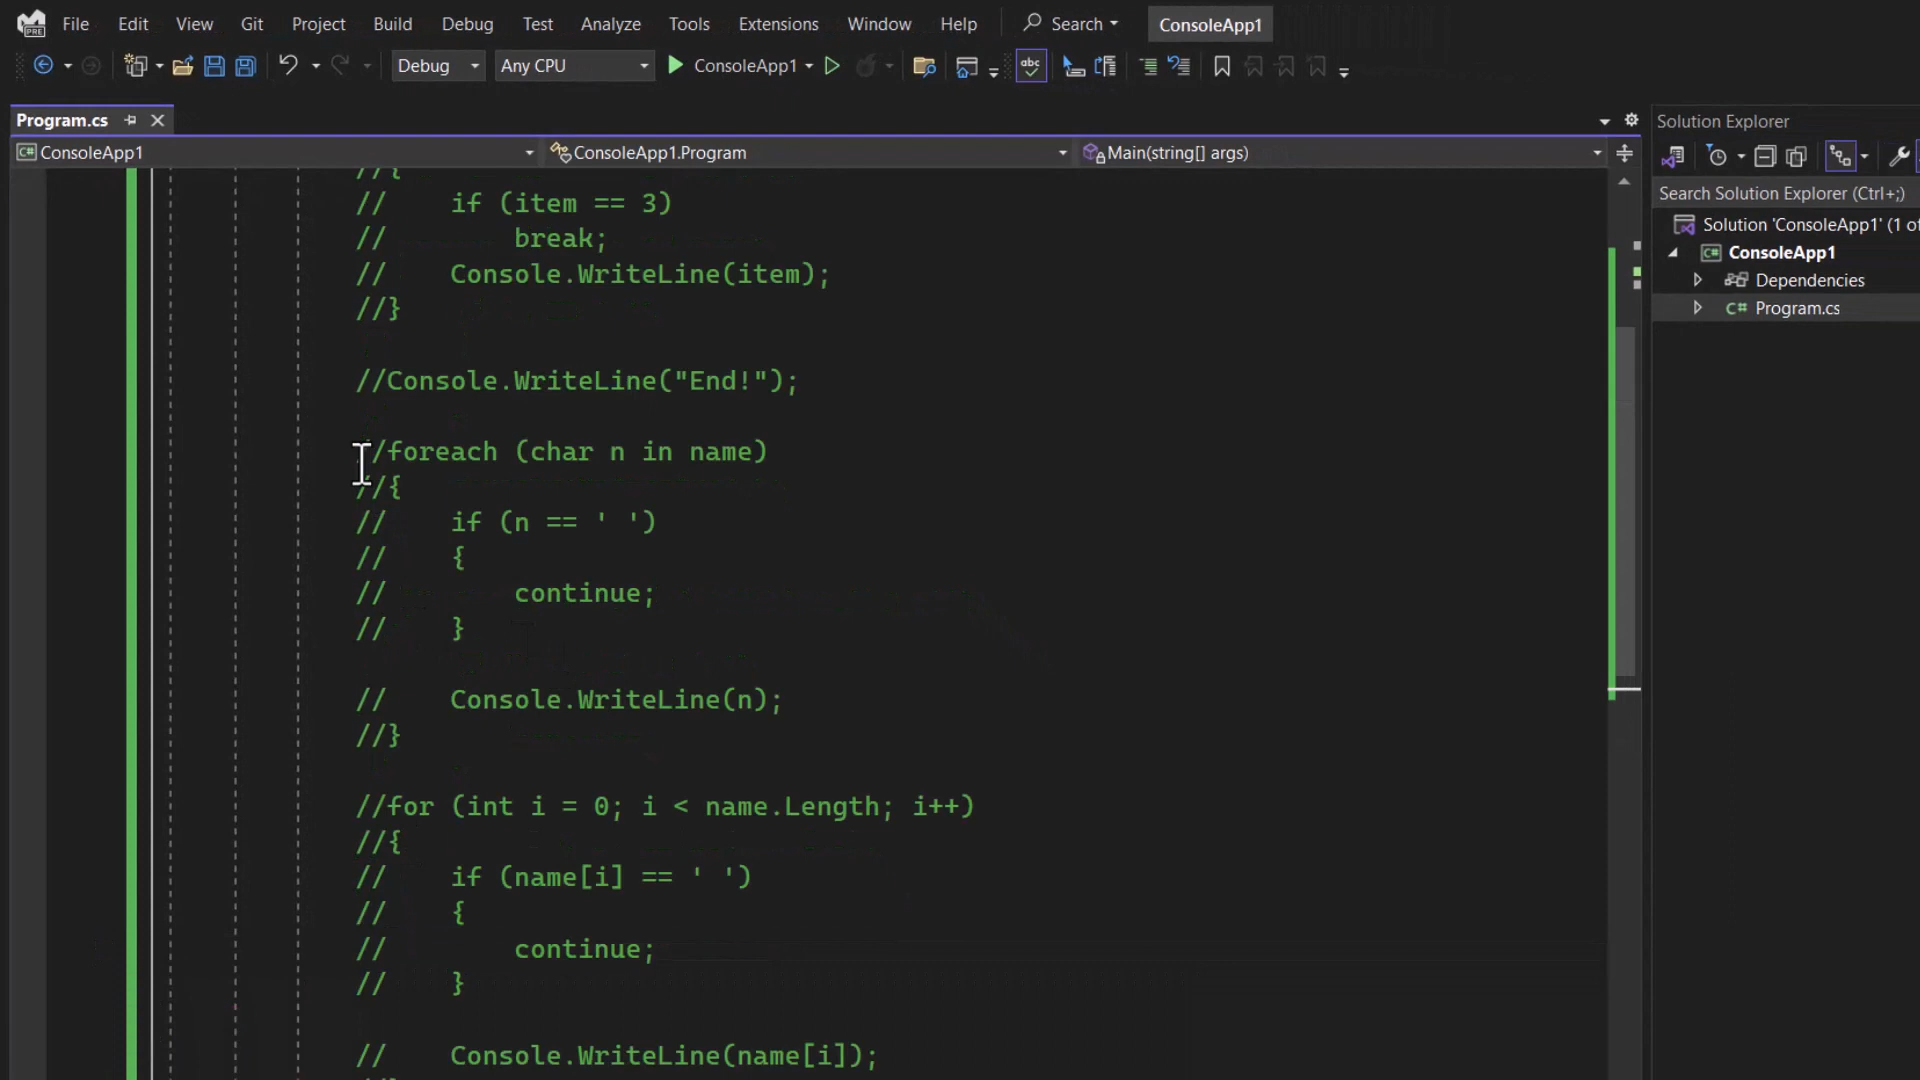 PRE File Edit View Git Project Build Debug Test Analyze Tools Extensions Window Help Search ConsoleApp1
Debug Any CPU ConsoleApp1 abc
Program.cs
C# ConsoleApp1 ConsoleApp1.Program Main(string[] args)
//{
// if (item == 3)
// break;
// Console.WriteLine(item);
//}
//Console.WriteLine("End!");
//foreach (char n in name)
//{
// if (n == ' ')
// {
// continue;
// }
// Console.WriteLine(n);
//}
//for (int i = 0; i < name.Length; i++)
//{
// if (name[i] == ' ')
// {
// continue;
// }
// Console.WriteLine(name[i]);
Solution Explorer
Search Solution Explorer (Ctrl+;)
Solution 'ConsoleApp1' (1 of
C# ConsoleApp1
Dependencies
C# Program.cs